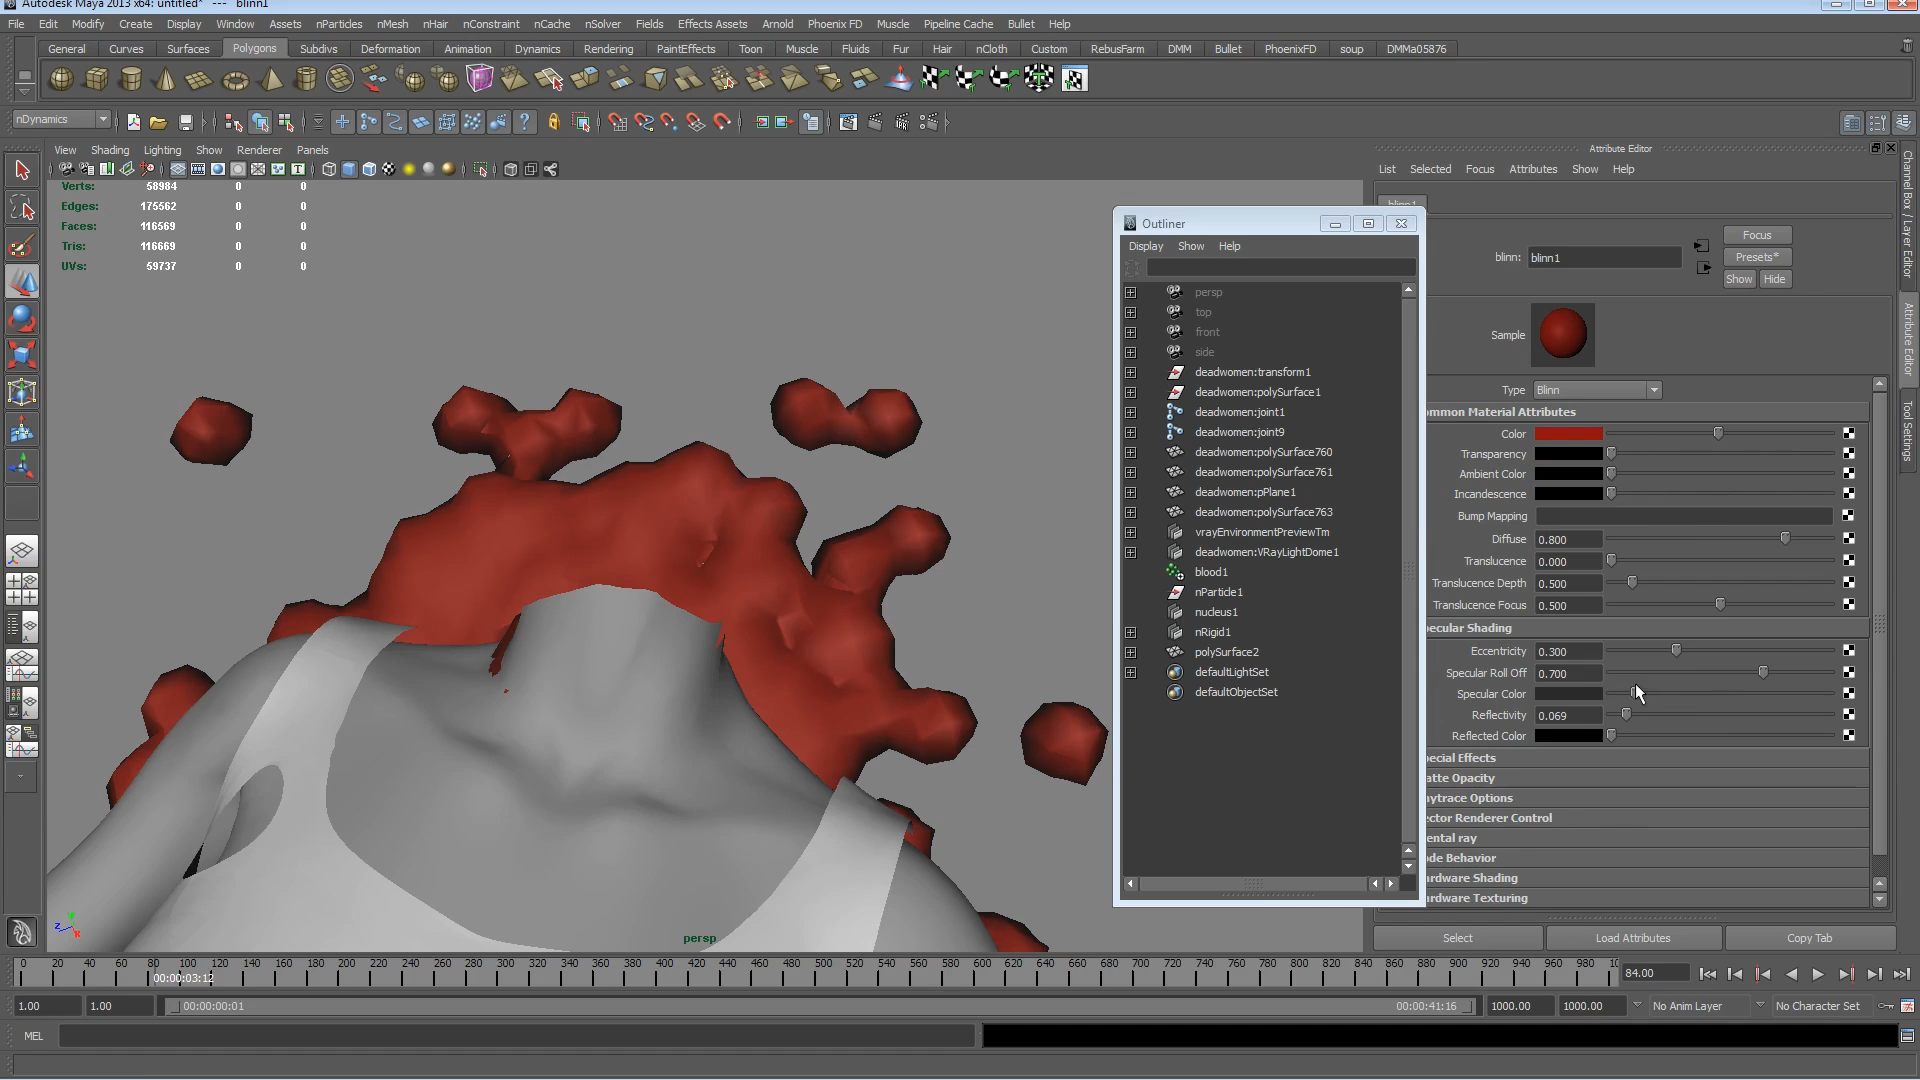 Autodesk Maya 2013 x64: untitled* --- blinn1
File Edit Modify Create Display Window Assets nParticles nMesh nHair nConstraint nCache nSolver Fields Effects Assets Arnold Phoenix FD Muscle Pipeline Cache Bullet Help
General Curves Surfaces Polygons Subdivs Deformation Animation Dynamics Rendering PaintEffects Toon Muscle Fluids Fur Hair nCloth Custom RebusFarm DMM Bullet PhoenixFD soup DMMa05876
nDynamics
View Shading Lighting Show Renderer Panels
Verts: 58984 0 0
Edges: 175562 0 0
Faces: 116569 0 0
Tris: 116669 0 0
UVs: 59737 0 0
persp
Outliner
Display Show Help
persp
top
front
side
deadwomen:transform1
deadwomen:polySurface1
deadwomen:joint1
deadwomen:joint9
deadwomen:polySurface760
deadwomen:polySurface761
deadwomen:pPlane1
deadwomen:polySurface763
vrayEnvironmentPreviewTm
deadwomen:VRayLightDome1
blood1
nParticle1
nucleus1
nRigid1
polySurface2
defaultLightSet
defaultObjectSet
Attribute Editor
List Selected Focus Attributes Show Help
blinn1
blinn: blinn1
Focus
Presets*
Show Hide
Sample
Type Blinn
ommon Material Attributes
Color
Transparency
Ambient Color
Incandescence
Bump Mapping
Diffuse 0.800
Translucence 0.000
Translucence Depth 0.500
Translucence Focus 0.500
ecular Shading
Eccentricity 0.300
Specular Roll Off 0.700
Specular Color
Reflectivity 0.069
Reflected Color
ecial Effects
atte Opacity
ytrace Options
ector Renderer Control
ental ray
de Behavior
rdware Shading
rdware Texturing
Select Load Attributes Copy Tab
Channel Box / Layer Editor
Attribute Editor
Tool Settings
0 20 40 60 80 100 120 140 160 180 200 220 240 260 280 300 320 340 360 380 400 420 440 460 480 500 520 540 560 580 600 620 640 660 680 700 720 740 760 780 800 820 840 860 880 900 920 940 960 980 10
00:00:03:12
84.00
1.00 1.00 00:00:00:01 00:00:41:16 1000.00 1000.00 No Anim Layer No Character Set
MEL